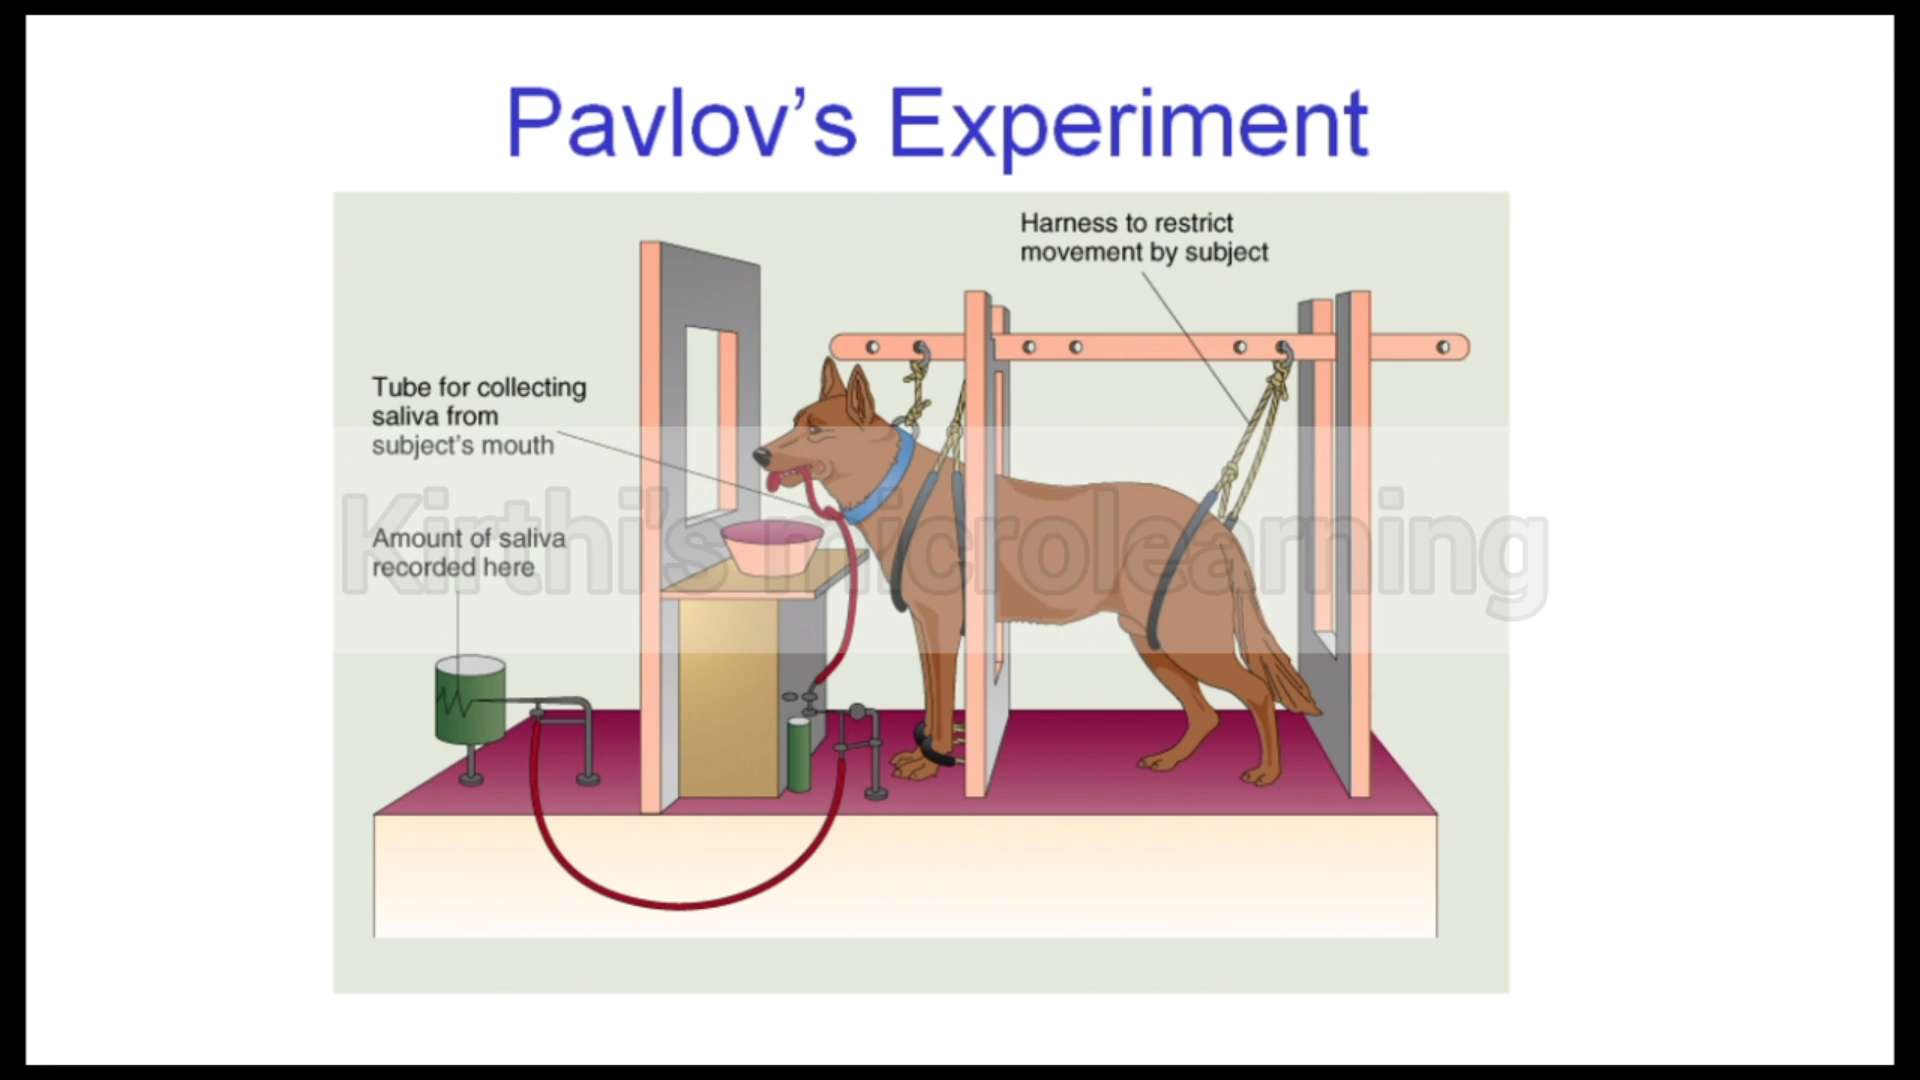 Pavlov's Experiment
Harness to restrict
movement by subject
Tube for collecting
saliva from
subject's mouth
Kirthi's microlearning
Amount of saliva
recorded here